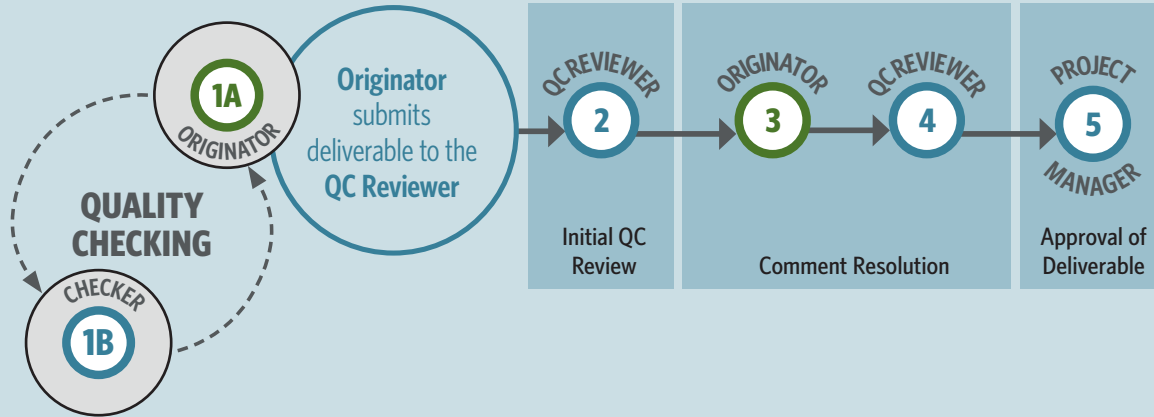 1A
ORIGINATOR
QUALITY
CHECKING
CHECKER
1B
Originator
submits
deliverable to the
QC Reviewer
QC REVIEWER
2
Initial QC
Review
ORIGINATOR
3
QC REVIEWER
4
Comment Resolution
PROJECT
5
MANAGER
Approval of
Deliverable